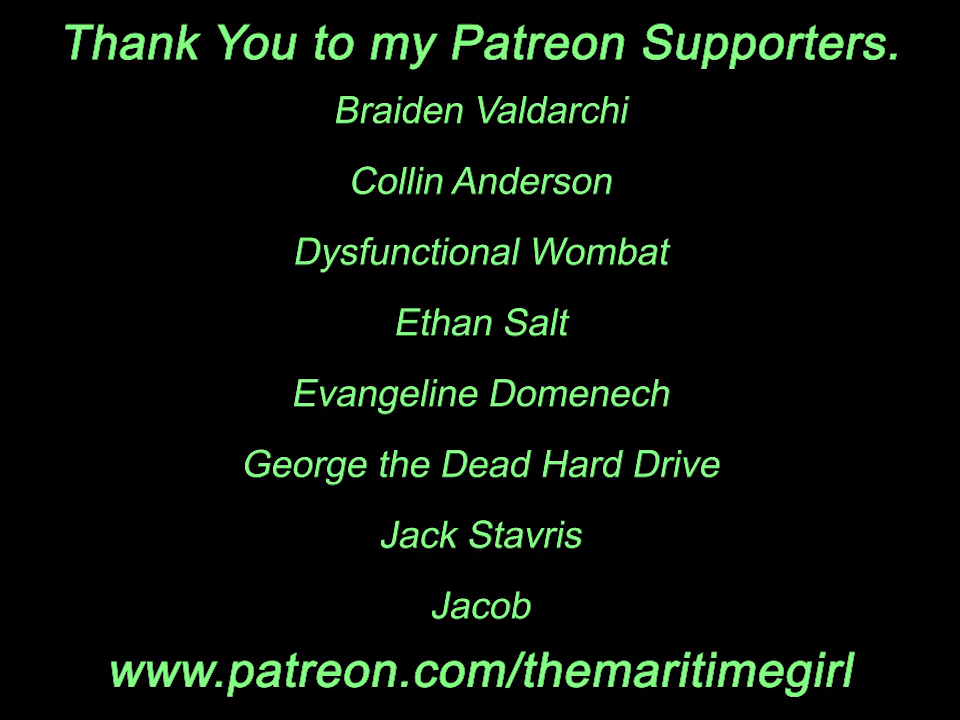 Thank You to my Patreon Supporters.
Braiden Valdarchi
Collin Anderson
Dysfunctional Wombat
Ethan Salt
Evangeline Domenech
George the Dead Hard Drive
Jack Stavris
Jacob
www.patreon.com/themaritimegirl